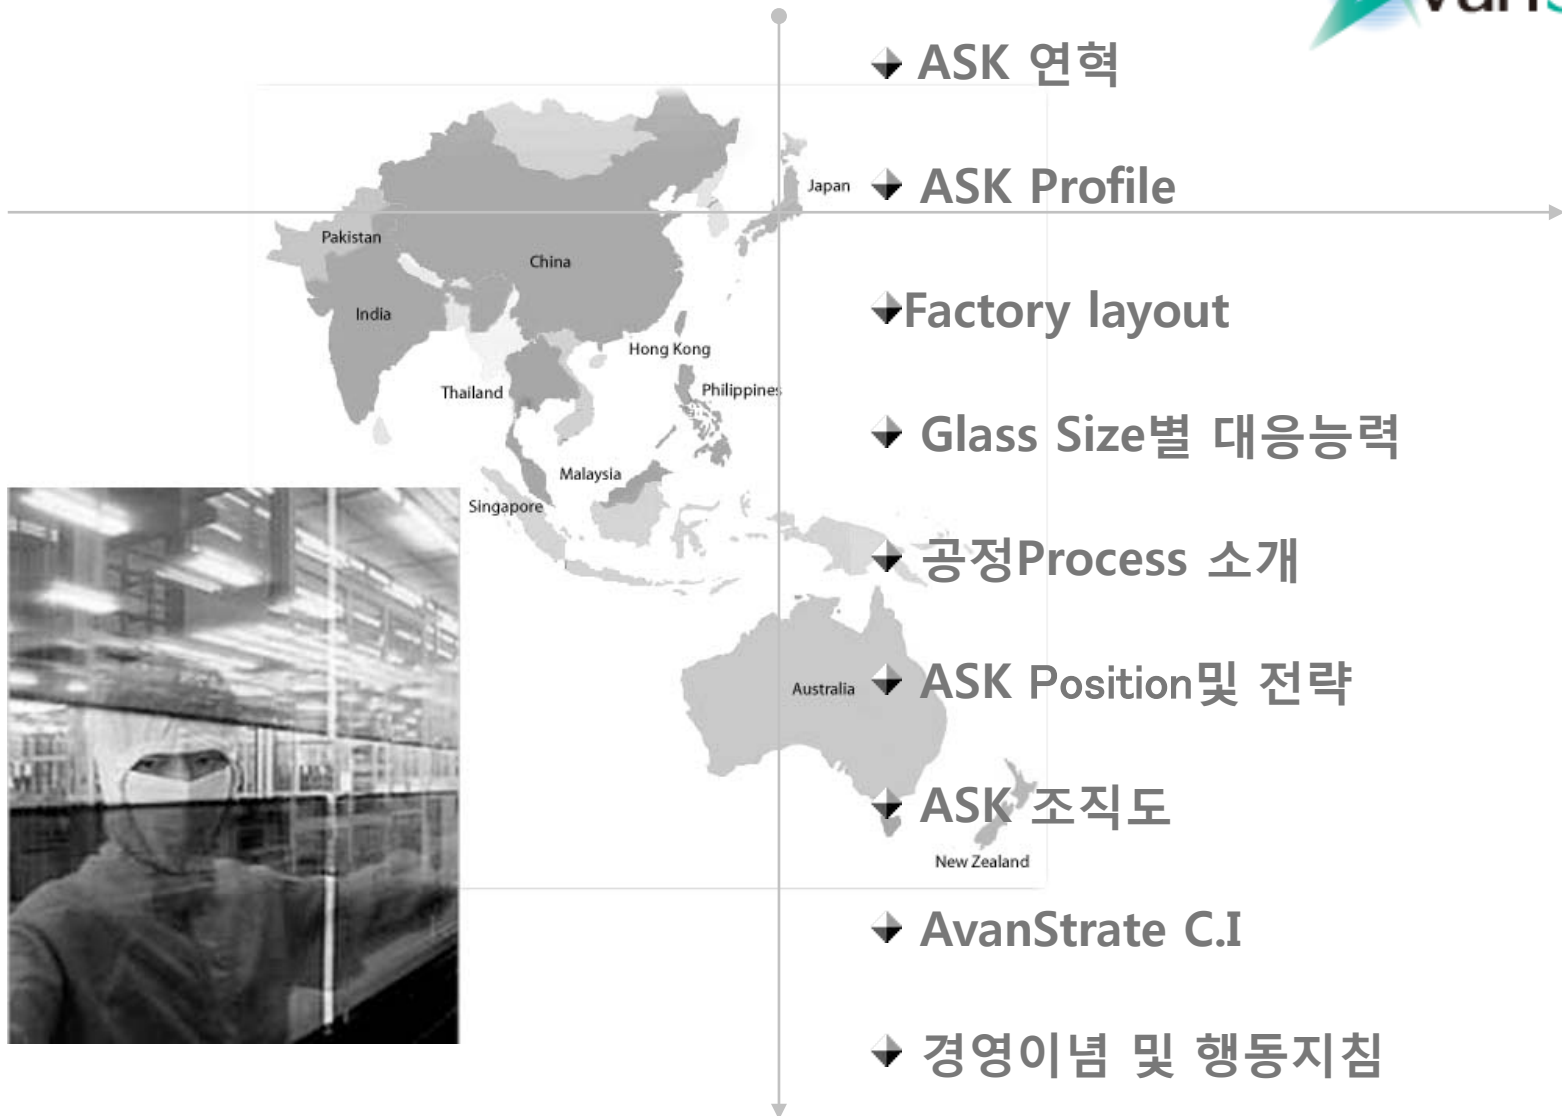 ASK 연혁
ASK Profile
Factory layout
Glass Size별 대응능력
공정Process 소개
ASK Position및 전략
ASK 조직도
AvanStrate C.I
경영이념 및 행동지침
Japan
Pakistan
China
India
Hong Kong
Thailand
Philippines
Malaysia
Singapore
Australia
New Zealand